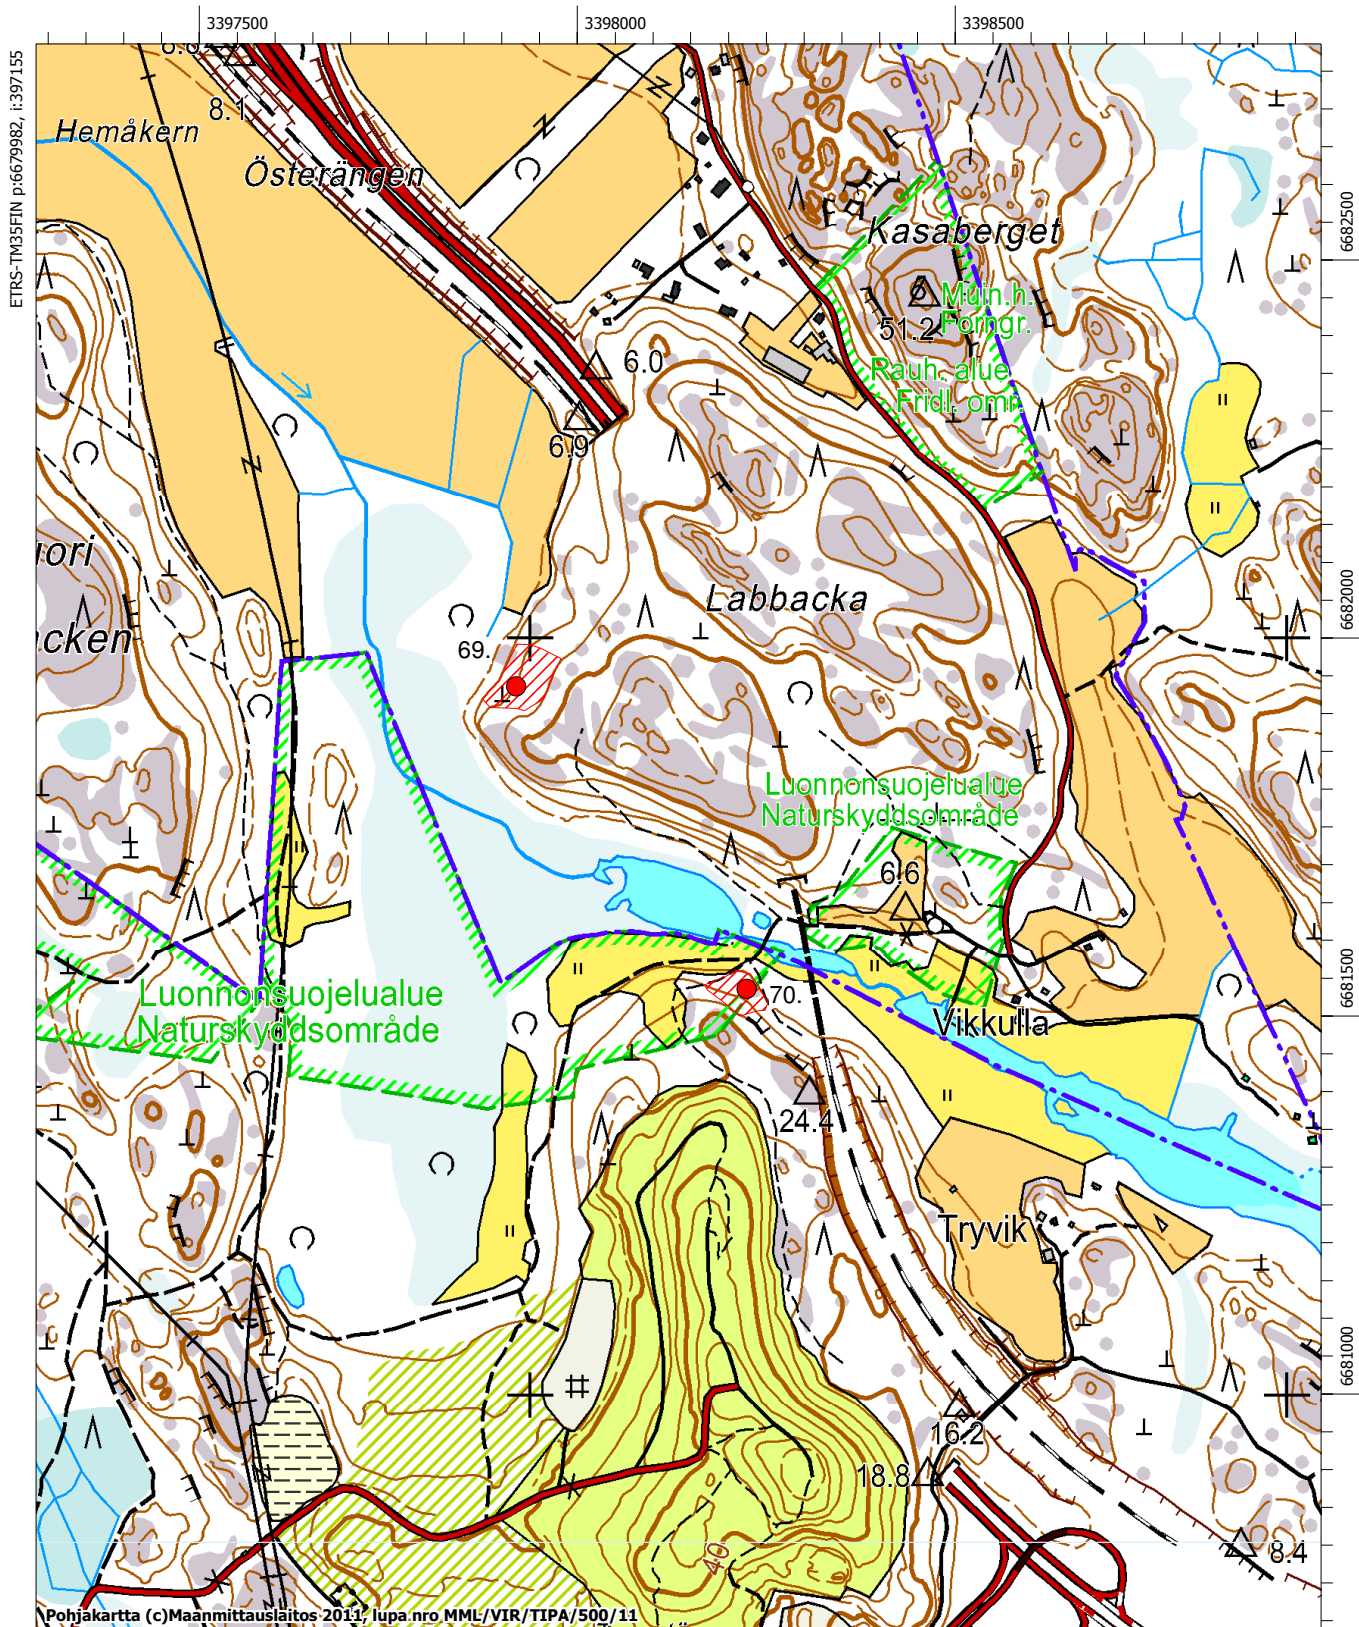 3397500
3398000
3398500
ETRS-TM35FIN p:6679982, i:397155
8.1
Hemåkern
Österängen
6682500
Kasaberget
Muin.h.
51.2
Forngr.
6.0
Rauh. alue
Fridl. omr.
6.9
uori
Labbacka
6682000
acken
69.
Luonnonsuojelualue
Naturskyddsområde
6.6
Luonnonsuojelualue
Naturskyddsområde
70.
6681500
Vikkulla
24.4
Tryvik
6681000
16.2
18.8
40
8.4
Pohjakartta (c)Maanmittauslaitos 2011, lupa nro MML/VIR/TIPA/500/11